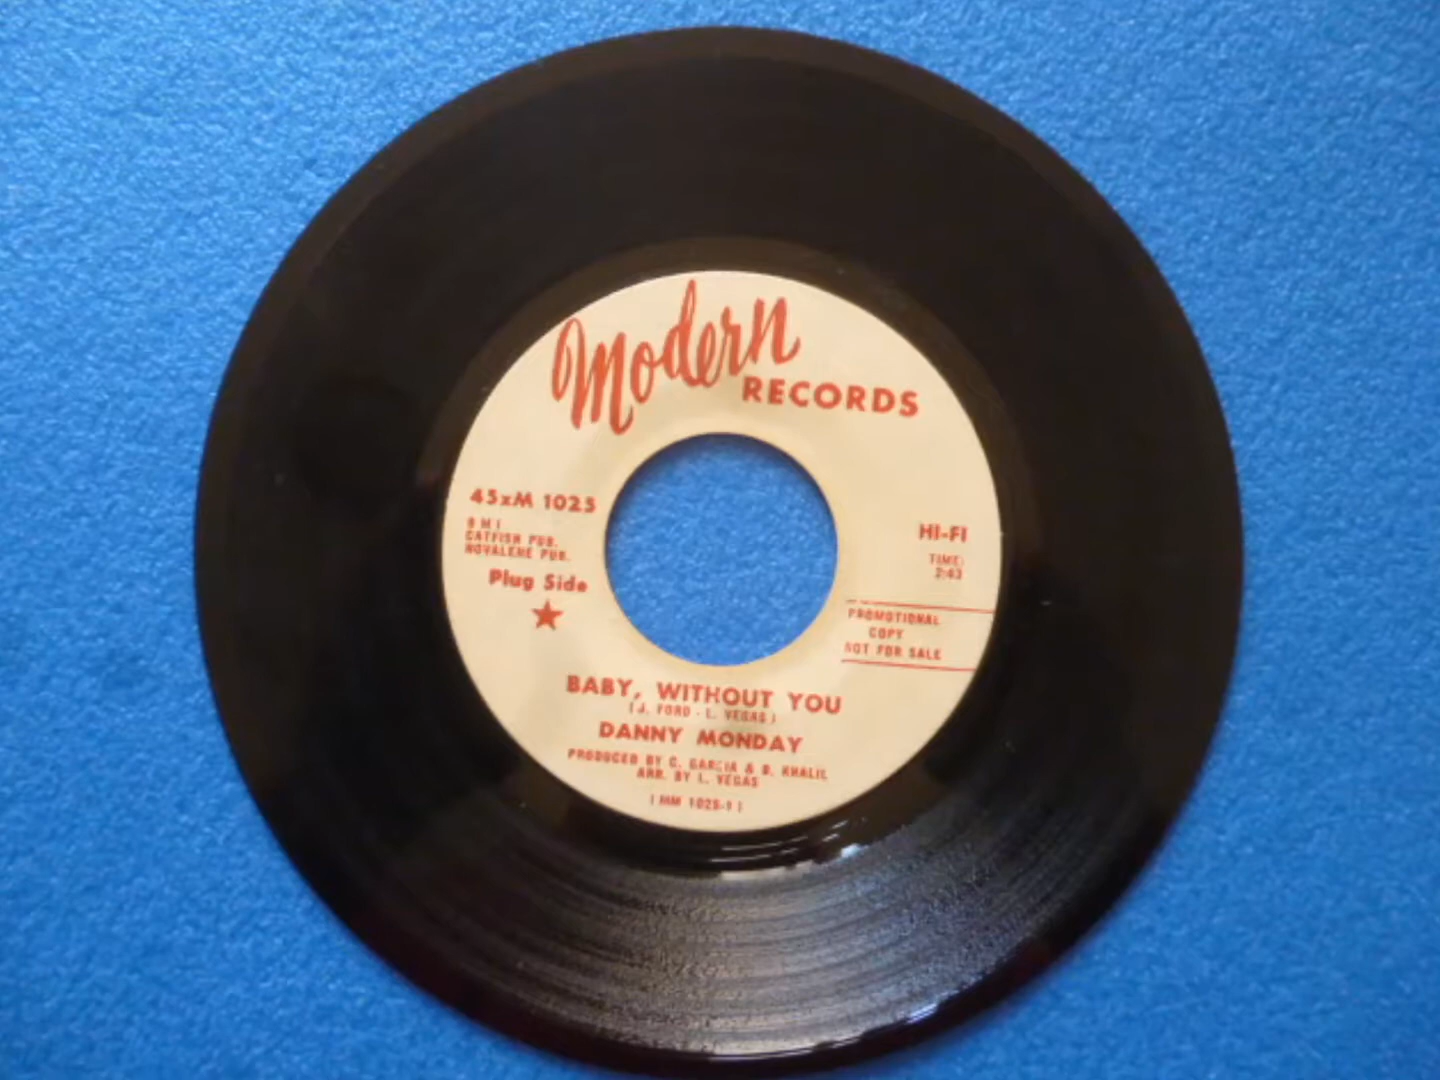 Modern
RECORDS
45xM 1025
B M I
CATFISH PUB.
NOVALENE PUB.
Plug Side
HI-FI
TIME:
2:43
PROMOTIONAL
COPY
NOT FOR SALE
BABY, WITHOUT YOU
(J. FORD - L. VEGAS)
DANNY MONDAY
PRODUCED BY C. GARCIA & B. KHALIL
ARR. BY L. VEGAS
(MM 1025-1)